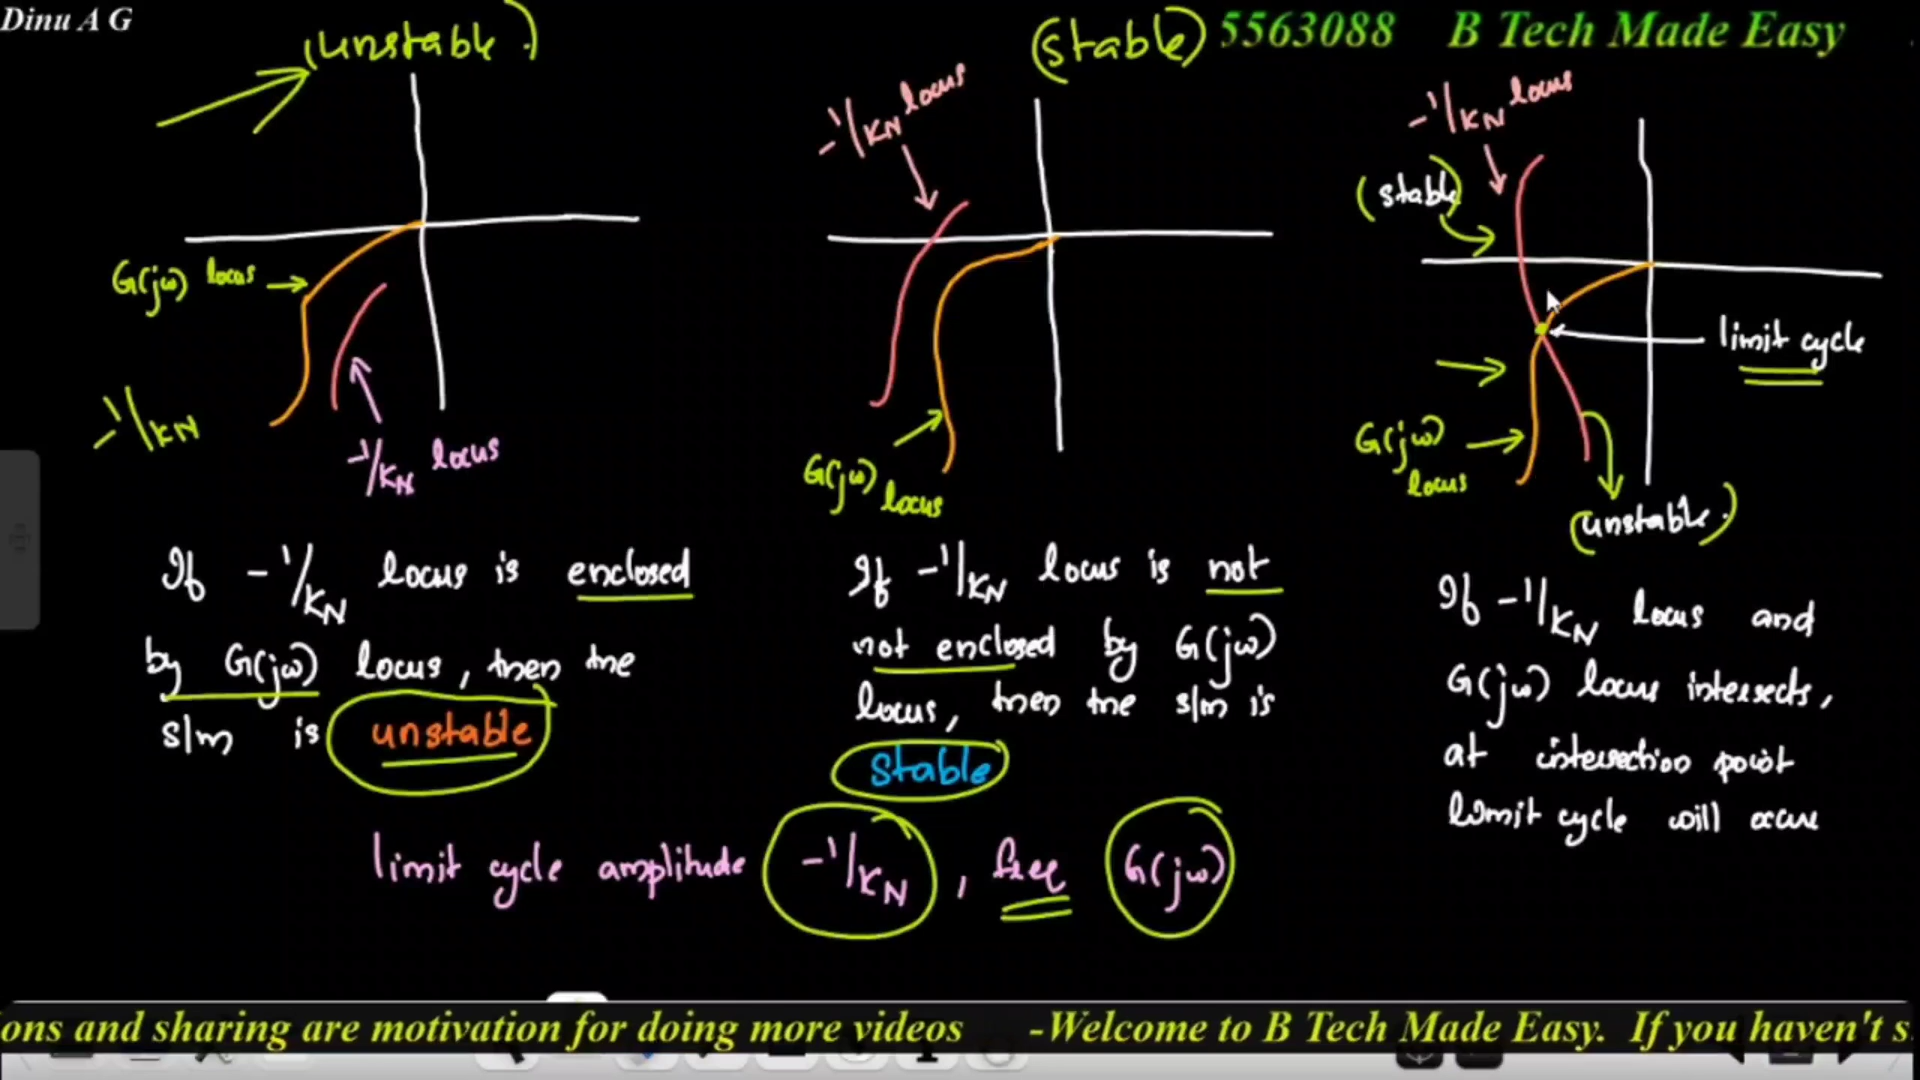 Dinu A G
5563088 B Tech Made Easy
(unstable.)
G(jω) locus
-1/KN
-1/KN locus
If -1/KN locus is enclosed
by G(jω) locus, then the
s/m is unstable
(stable)
-1/KN locus
G(jω) locus
If -1/KN locus is not
not enclosed by G(jω)
locus, then the s/m is
stable
-1/KN locus
(stable)
limit cycle
G(jω)
locus
(unstable.)
If -1/KN locus and
G(jω) locus intersects,
at intersection point
limit cycle will occur
limit cycle amplitude -1/KN, freq G(jω)
ons and sharing are motivation for doing more videos -Welcome to B Tech Made Easy. If you haven't s